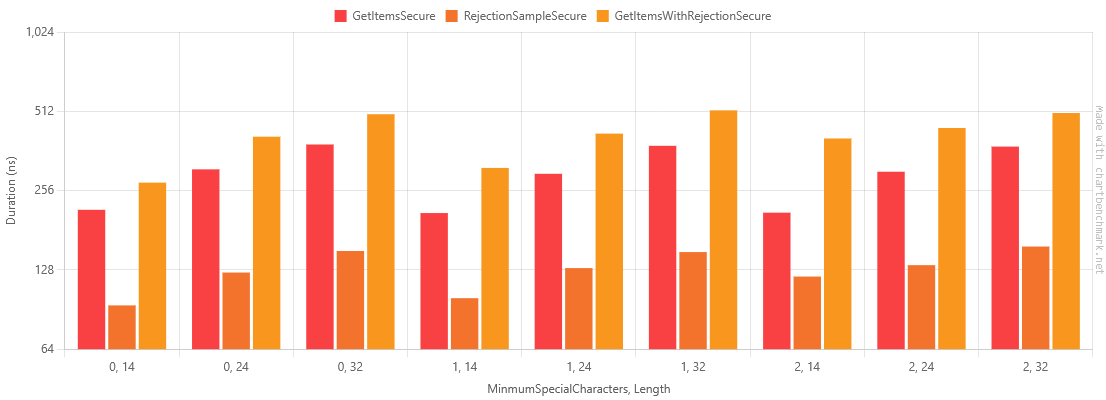 GetItemsSecure RejectionSampleSecure GetItemsWithRejectionSecure
1,024
512
256
128
64
Duration (ns)
0, 14 0, 24 0, 32 1, 14 1, 24 1, 32 2, 14 2, 24 2, 32
MinmumSpecialCharacters, Length
Made with chartbenchmark.net